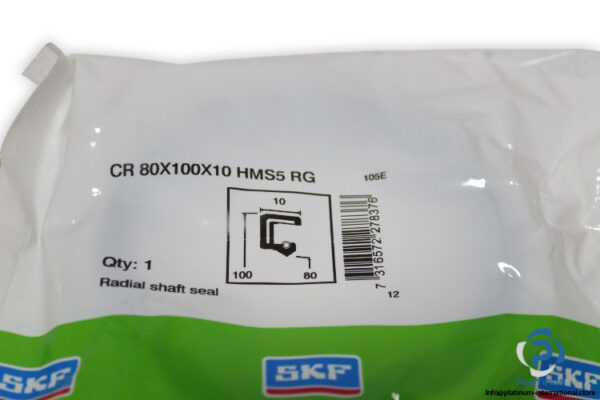 CR 80X100X10 HMS5 RG
105E
10
100
80
Qty: 1
Radial shaft seal
7 316572 278376
12
SKF
SKF
SKF
info@platinum-international.store